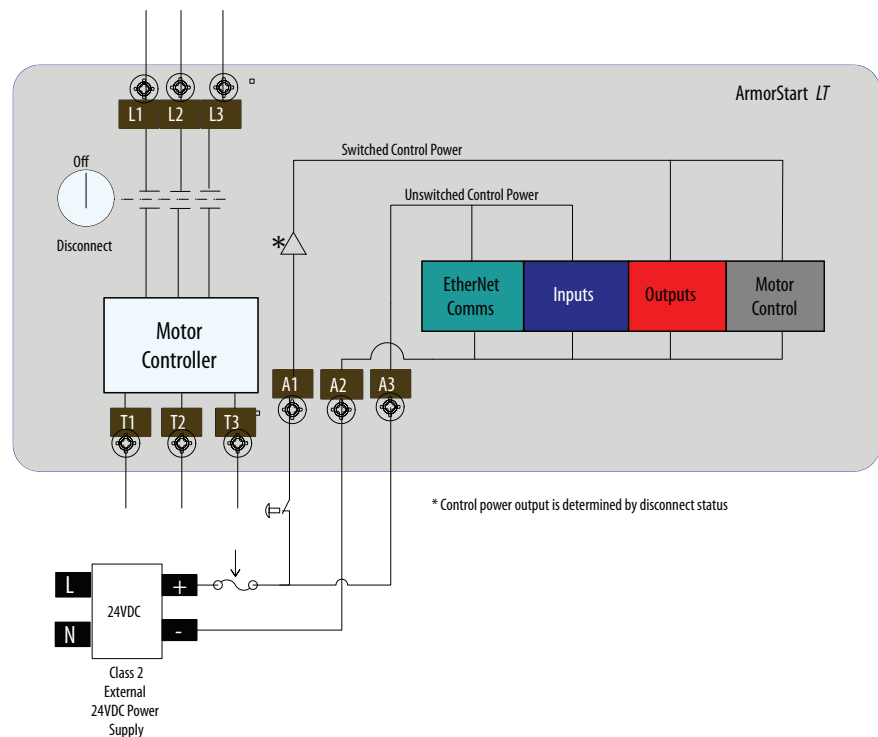 L1 L2 L3
ArmorStart LT
Switched Control Power
Off
Unswitched Control Power
*
Disconnect
EtherNet
Comms
Inputs
Outputs
Motor
Control
Motor
Controller
A1 A2 A3
T1 T2 T3
* Control power output is determined by disconnect status
L
N
24VDC
+
-
Class 2
External
24VDC Power
Supply